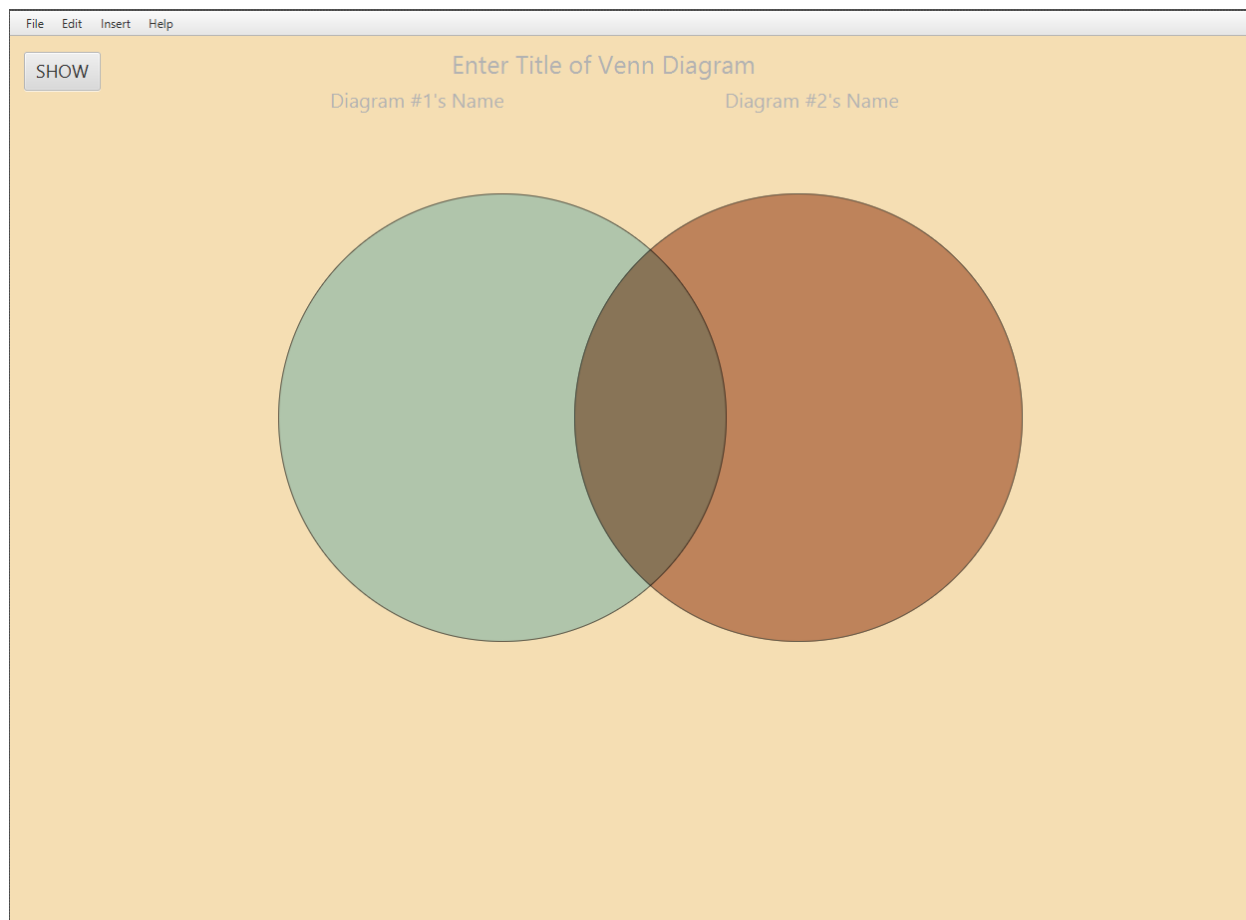 File Edit Insert Help
SHOW
Enter Title of Venn Diagram
Diagram #1's Name Diagram #2's Name